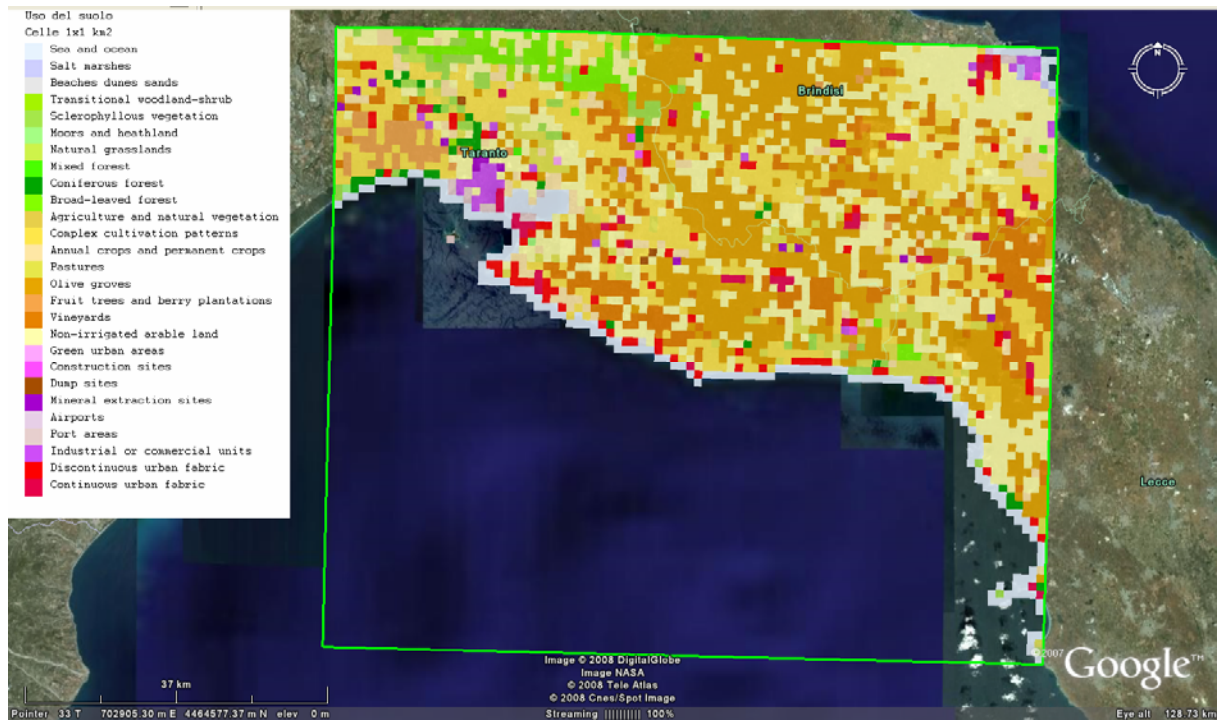 Uso del suolo
Celle 1x1 km2
Sea and ocean
Salt marshes
Beaches dunes sands
Transitional woodland-shrub
Sclerophyllous vegetation
Moors and heathland
Natural grasslands
Mixed forest
Coniferous forest
Broad-leaved forest
Agriculture and natural vegetation
Complex cultivation patterns
Annual crops and permanent crops
Pastures
Olive groves
Fruit trees and berry plantations
Vineyards
Non-irrigated arable land
Green urban areas
Construction sites
Dump sites
Mineral extraction sites
Airports
Port areas
Industrial or commercial units
Discontinuous urban fabric
Continuous urban fabric
N
Brindisi
Taranto
Lecce
Image © 2008 DigitalGlobe
Image NASA
© 2008 Tele Atlas
© 2008 Cnes/Spot Image
© 2007 Google™
37 km
Pointer 33 T 702905.30 m E 4464577.37 m N elev 0 m
Streaming |||||||||| 100%
Eye alt 128.73 km